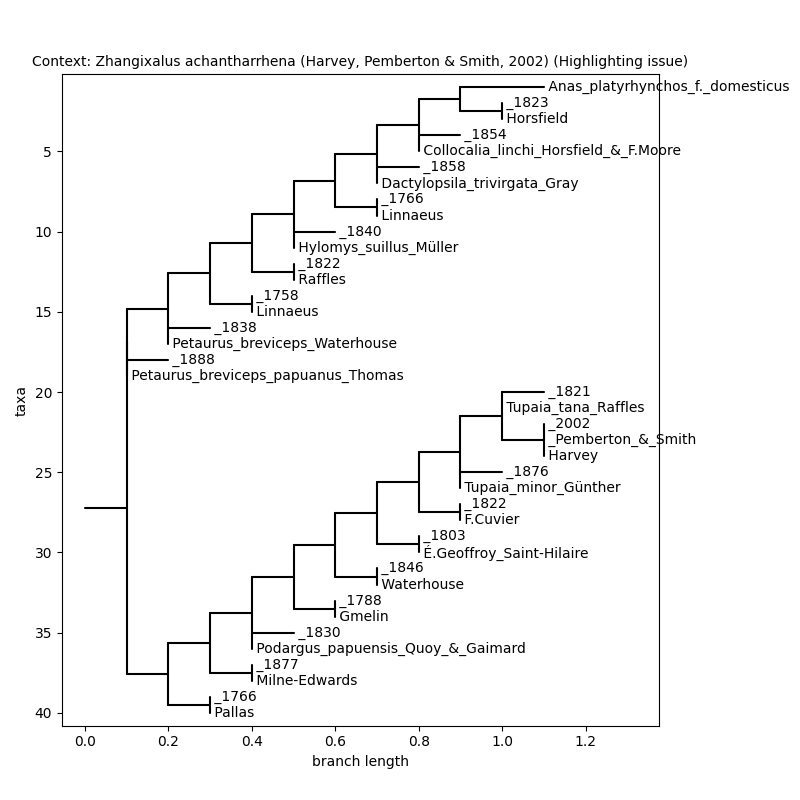 Context: Zhangixalus achantharrhena (Harvey, Pemberton & Smith, 2002) (Highlighting issue)
Anas_platyrhynchos_f._domesticus
_1823
Horsfield
_1854
Collocalia_linchi_Horsfield_&_F.Moore
_1858
Dactylopsila_trivirgata_Gray
_1766
Linnaeus
_1840
Hylomys_suillus_Müller
_1822
Raffles
_1758
Linnaeus
_1838
Petaurus_breviceps_Waterhouse
_1888
Petaurus_breviceps_papuanus_Thomas
_1821
Tupaia_tana_Raffles
_2002
_Pemberton_&_Smith
Harvey
_1876
Tupaia_minor_Günther
_1822
F.Cuvier
_1803
É.Geoffroy_Saint-Hilaire
_1846
Waterhouse
_1788
Gmelin
_1830
Podargus_papuensis_Quoy_&_Gaimard
_1877
Milne-Edwards
_1766
Pallas
5
10
15
20
25
30
35
40
taxa
0.0 0.2 0.4 0.6 0.8 1.0 1.2
branch length